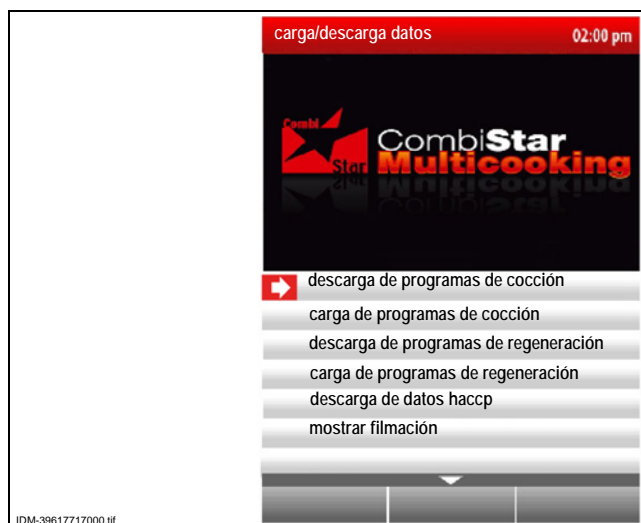 carga/descarga datos 02:00 pm
Combi
Star
CombiStar
Multicooking
descarga de programas de cocción
carga de programas de cocción
descarga de programas de regeneración
carga de programas de regeneración
descarga de datos haccp
mostrar filmación
IDM-39617717000.tif